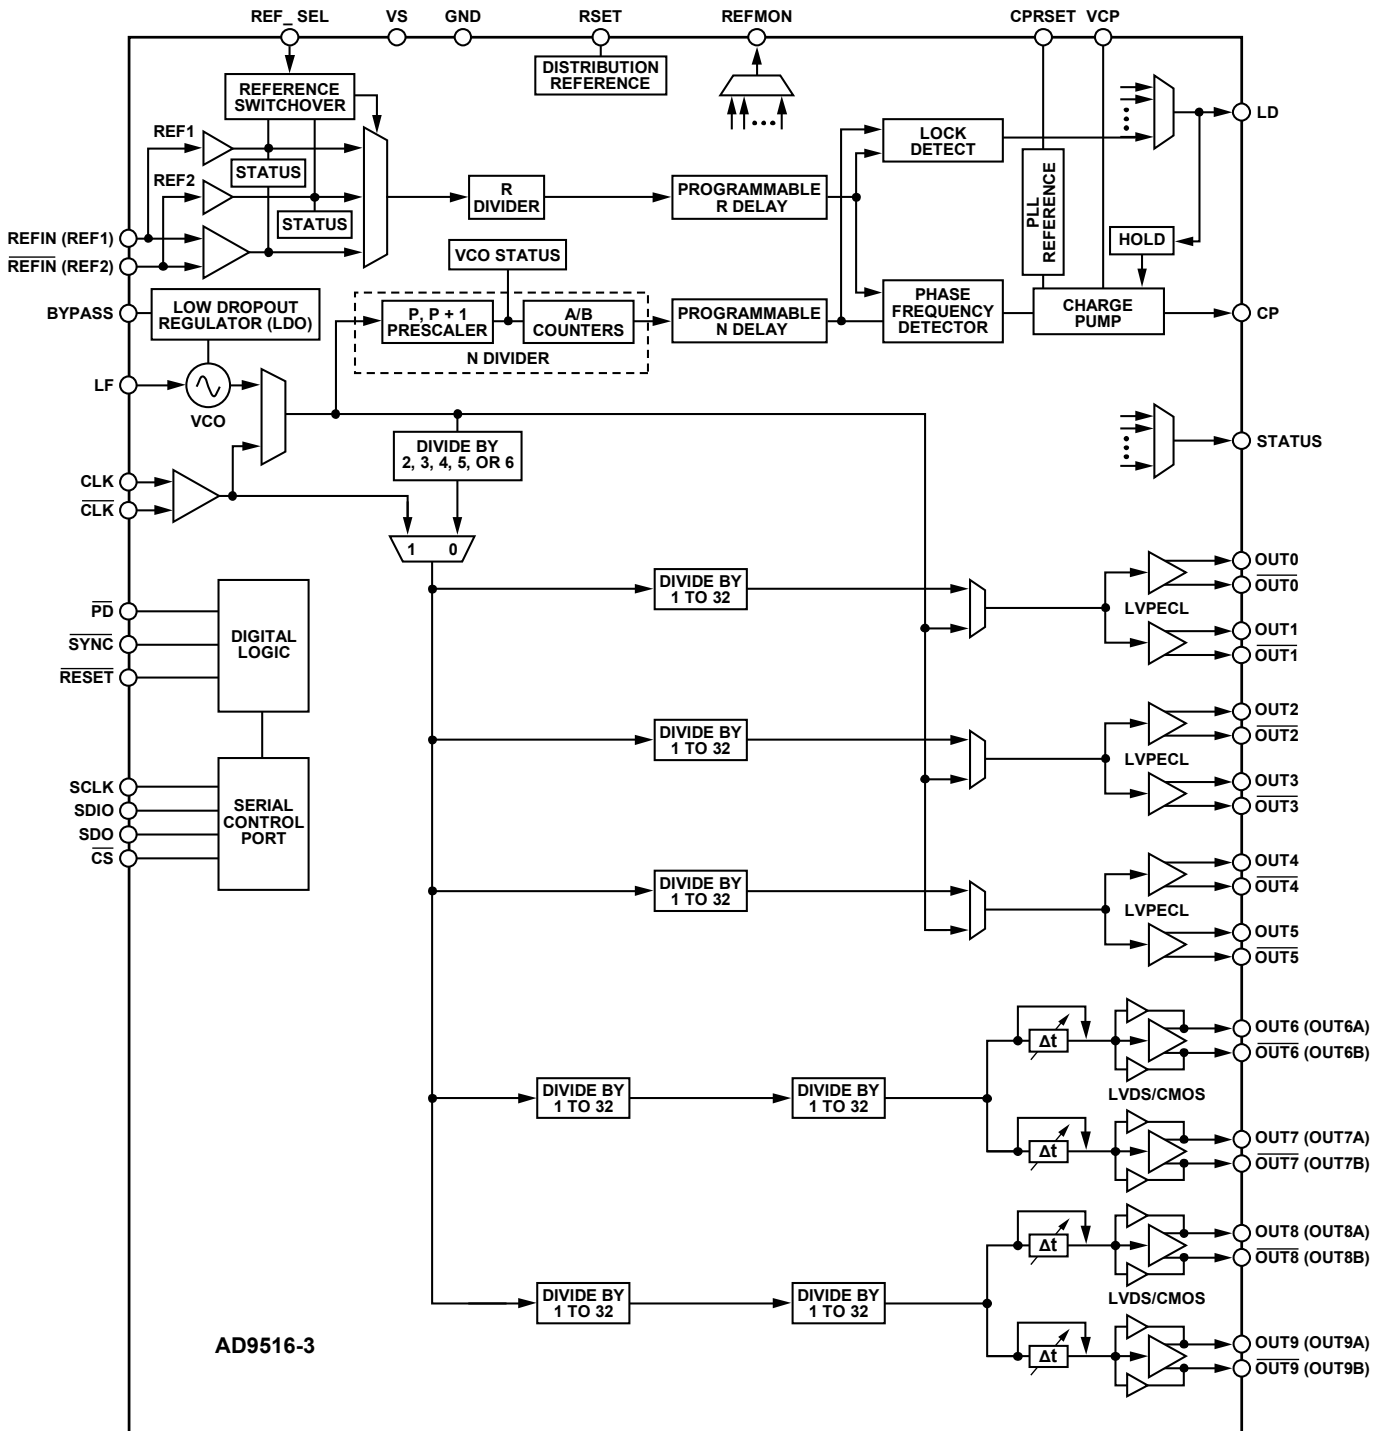 REF_ SEL
VS
GND
RSET
REFMON
CPRSET
VCP
DISTRIBUTION
REFERENCE
REFERENCE
SWITCHOVER
LD
REF1
STATUS
REF2
STATUS
LOCK
DETECT
R
DIVIDER
PROGRAMMABLE
R DELAY
PLL
REFERENCE
HOLD
REFIN (REF1)
REFIN (REF2)
VCO STATUS
BYPASS
LOW DROPOUT
REGULATOR (LDO)
P, P + 1
PRESCALER
A/B
COUNTERS
N DIVIDER
PROGRAMMABLE
N DELAY
PHASE
FREQUENCY
DETECTOR
CHARGE
PUMP
CP
LF
VCO
STATUS
DIVIDE BY
2, 3, 4, 5, OR 6
CLK
CLK
1 0
DIVIDE BY
1 TO 32
OUT0
OUT0
LVPECL
OUT1
OUT1
PD
SYNC
RESET
DIGITAL
LOGIC
DIVIDE BY
1 TO 32
OUT2
OUT2
LVPECL
OUT3
OUT3
SCLK
SDIO
SDO
CS
SERIAL
CONTROL
PORT
DIVIDE BY
1 TO 32
OUT4
OUT4
LVPECL
OUT5
OUT5
DIVIDE BY
1 TO 32
DIVIDE BY
1 TO 32
Δt
OUT6 (OUT6A)
OUT6 (OUT6B)
LVDS/CMOS
Δt
OUT7 (OUT7A)
OUT7 (OUT7B)
DIVIDE BY
1 TO 32
DIVIDE BY
1 TO 32
Δt
OUT8 (OUT8A)
OUT8 (OUT8B)
LVDS/CMOS
Δt
OUT9 (OUT9A)
OUT9 (OUT9B)
AD9516-3